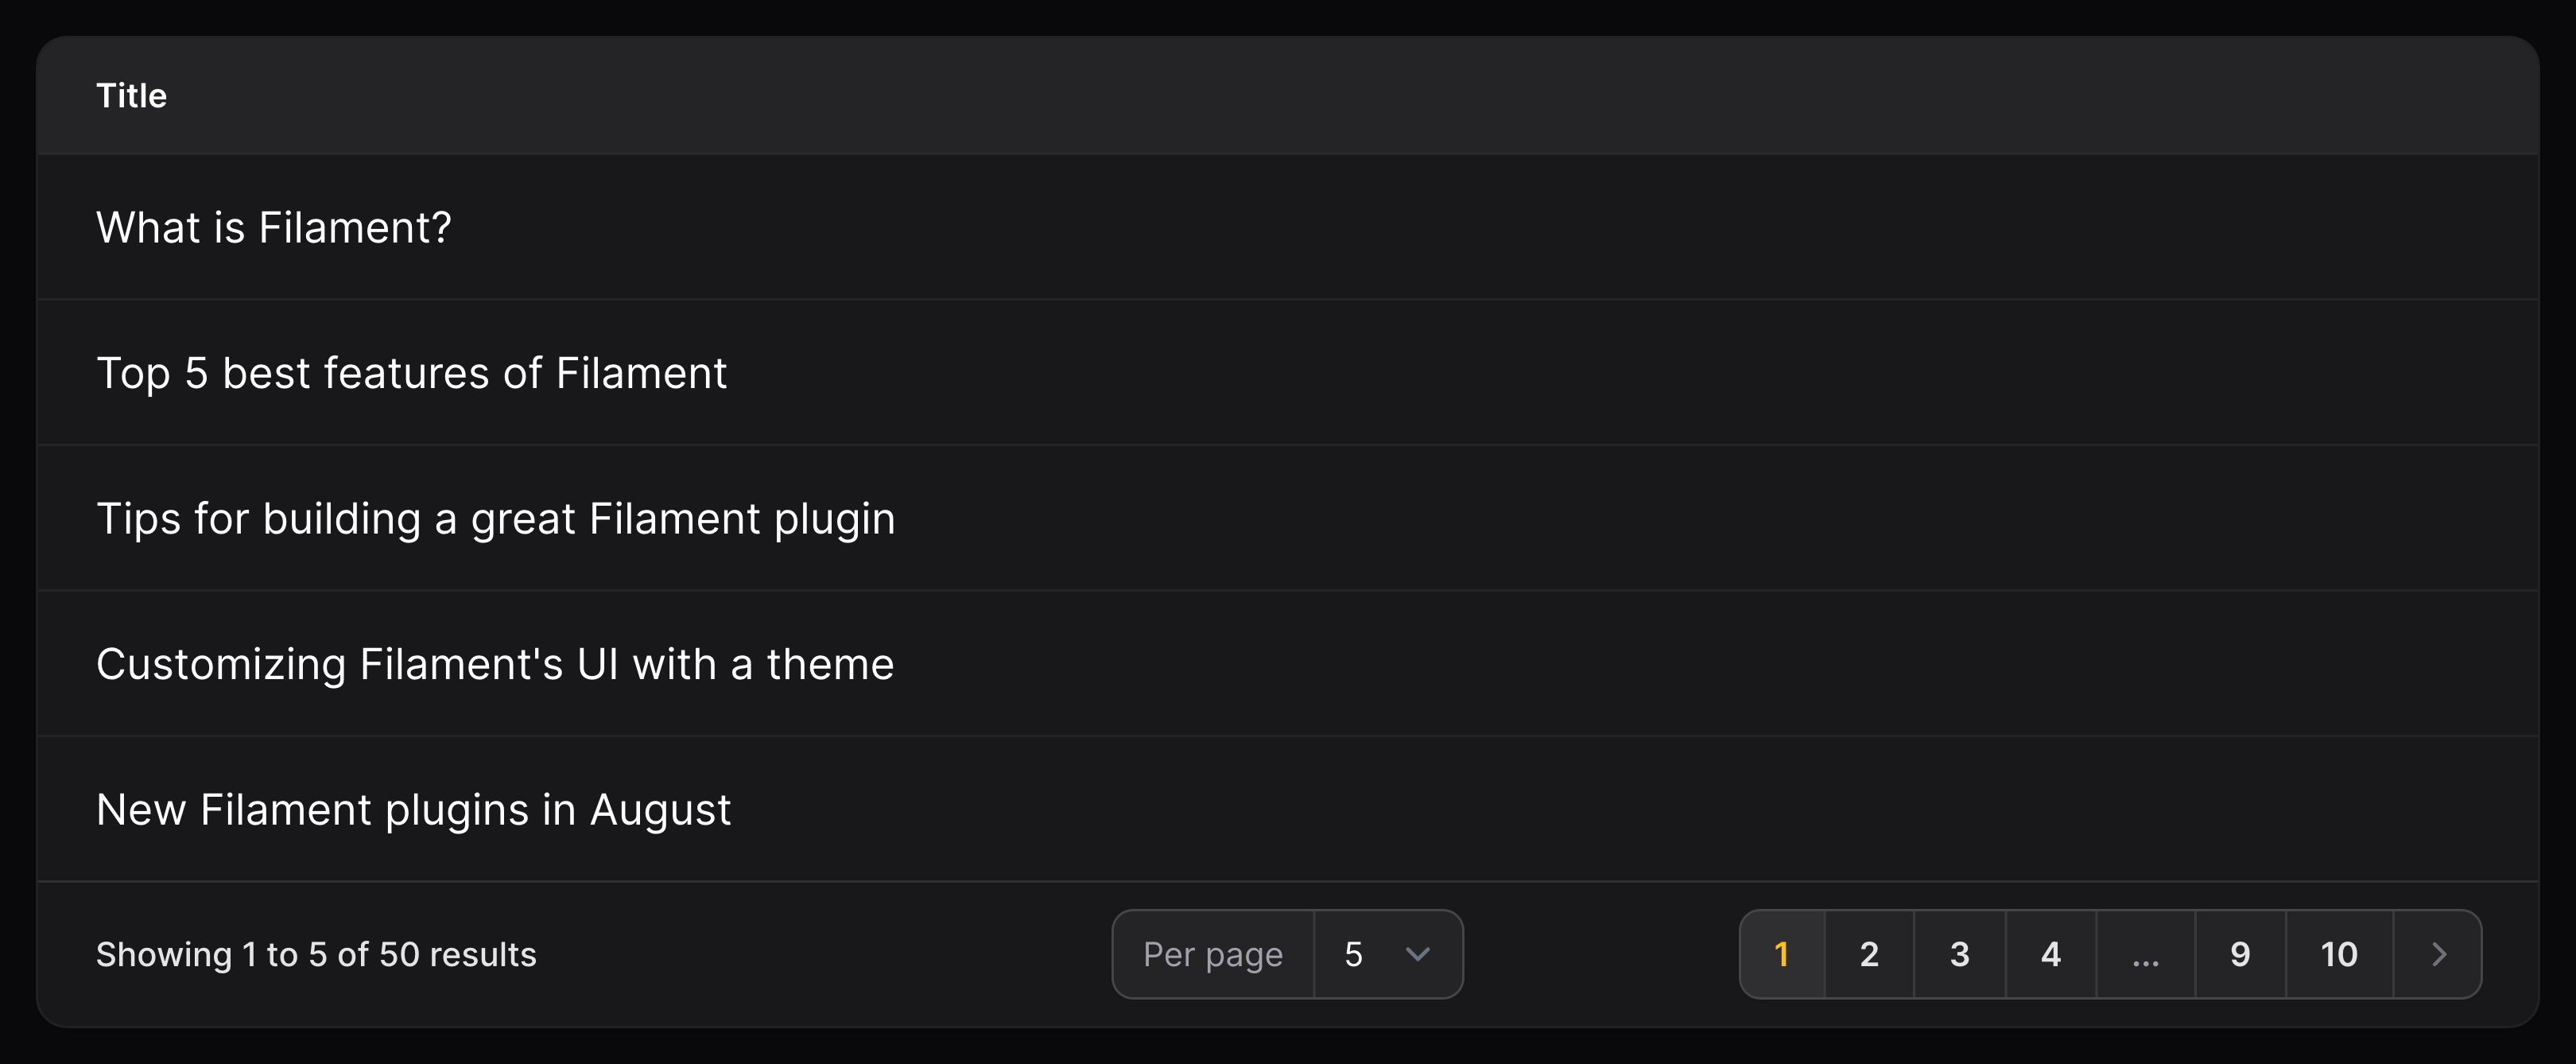 Title
What is Filament?
Top 5 best features of Filament
Tips for building a great Filament plugin
Customizing Filament's UI with a theme
New Filament plugins in August
Showing 1 to 5 of 50 results
Per page 5
1 2 3 4 ... 9 10